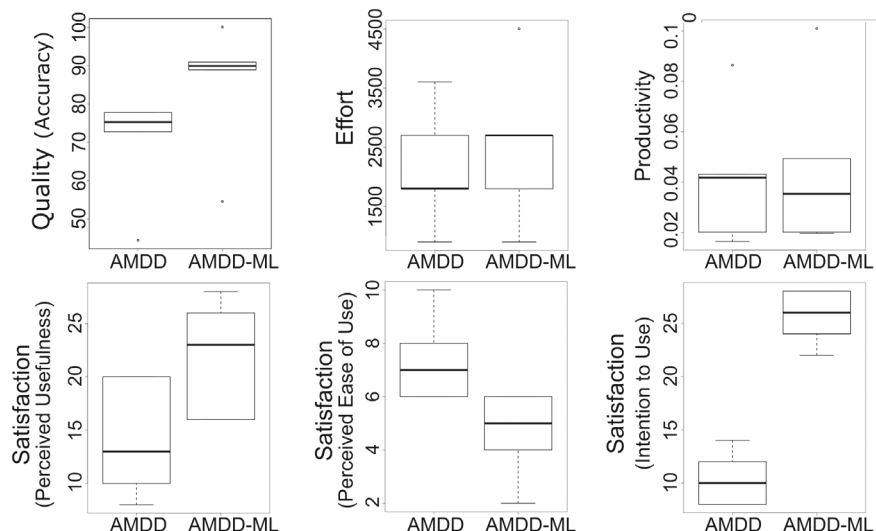 Quality (Accuracy)
100
90
80
70
60
50
AMDD
AMDD-ML
Effort
4500
3500
2500
1500
AMDD
AMDD-ML
Productivity
0
0.1
0.08
0.06
0.04
0.02
AMDD
AMDD-ML
Satisfaction
(Perceived Usefulness)
25
20
15
10
AMDD
AMDD-ML
Satisfaction
(Perceived Ease of Use)
10
8
6
4
2
AMDD
AMDD-ML
Satisfaction
(Intention to Use)
25
20
15
10
AMDD
AMDD-ML